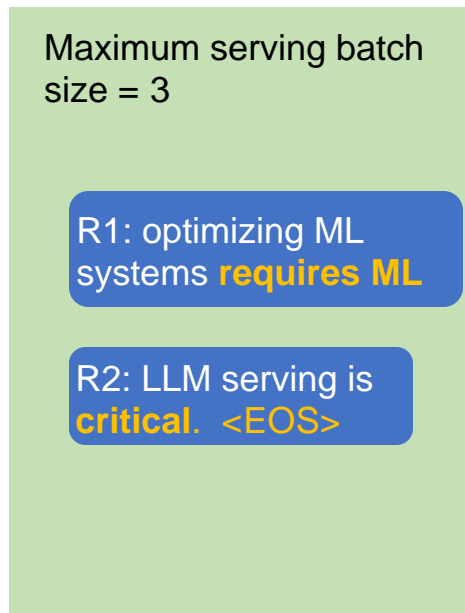 Maximum serving batch
size = 3
R1: optimizing ML
systems requires ML
R2: LLM serving is
critical. <EOS>